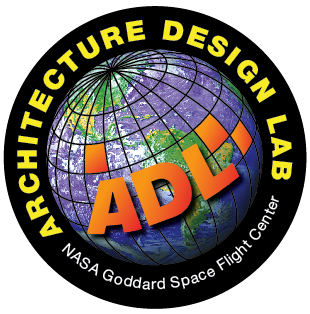 ARCHITECTURE DESIGN LAB
ADL
NASA Goddard Space Flight Center